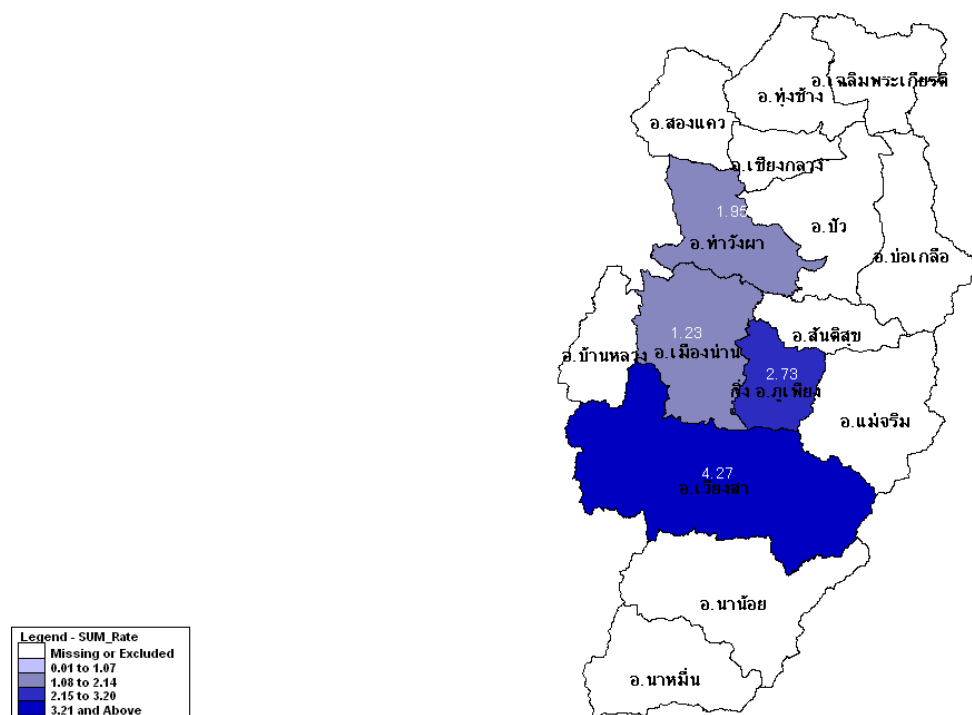 อ.เฉลิมพระเกียรติ
อ.ทุ่งช้าง
อ.สองแคว
อ.เชียงกลาง
1.95
อ.ปัว
อ.ท่าวังผา
อ.บ่อเกลือ
1.23
อ.สันติสุข
อ.บ้านหลวง
อ.เมืองน่าน
2.73
อ.ภูเพียง
อ.แม่จริม
4.27
อ.เวียงสา
อ.นาน้อย
อ.นาหมื่น
Legend - SUM_Rate
Missing or Excluded
0.01 to 1.07
1.08 to 2.14
2.15 to 3.20
3.21 and Above